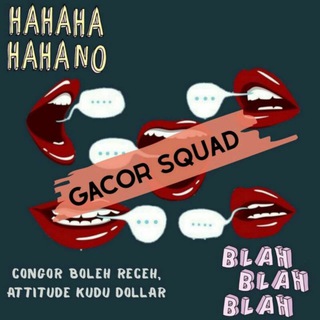 HAHAHA
HAHANO
GACOR SQUAD
CONGOR BOLEH RECEH,
ATTITUDE KUDU DOLLAR
BLAH
BLAH
BLAH